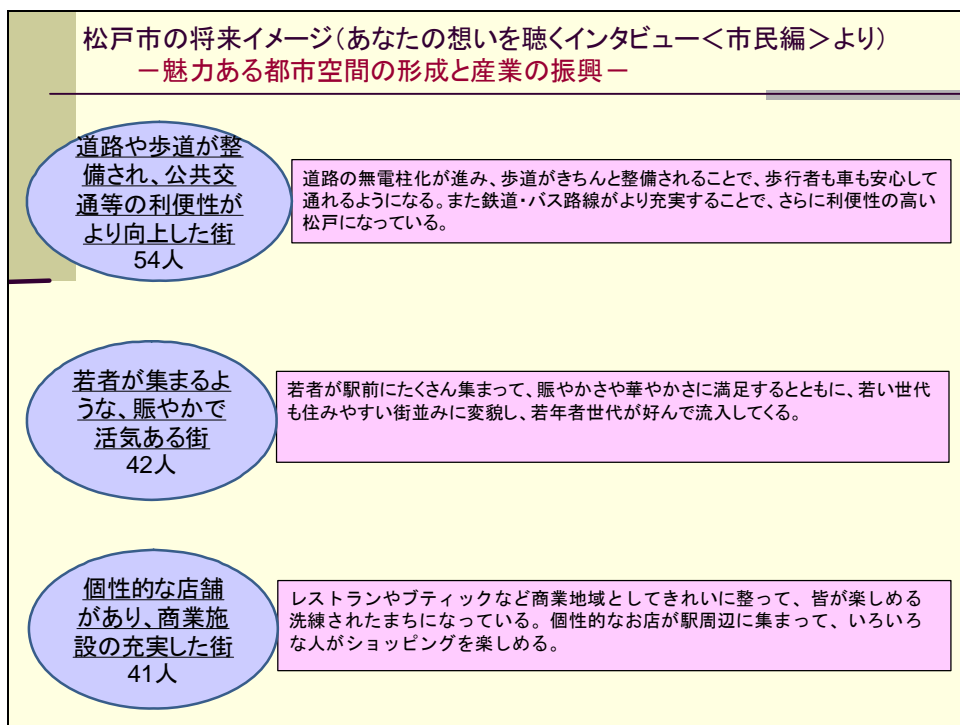 松戸市の将来イメージ(あなたの想いを聴くインタビュー<市民編>より)
－魅力ある都市空間の形成と産業の振興－
道路や歩道が整
備され、公共交
通等の利便性が
より向上した街
54人
道路の無電柱化が進み、歩道がきちんと整備されることで、歩行者も車も安心して
通れるようになる。また鉄道・バス路線がより充実することで、さらに利便性の高い
松戸になっている。
若者が集まるよ
うな、賑やかで
活気ある街
42人
若者が駅前にたくさん集まって、賑やかさや華やかさに満足するとともに、若い世代
も住みやすい街並みに変貌し、若年者世代が好んで流入してくる。
個性的な店舗
があり、商業施
設の充実した街
41人
レストランやブティックなど商業地域としてきれいに整って、皆が楽しめる
洗練されたまちになっている。個性的なお店が駅周辺に集まって、いろいろ
な人がショッピングを楽しめる。